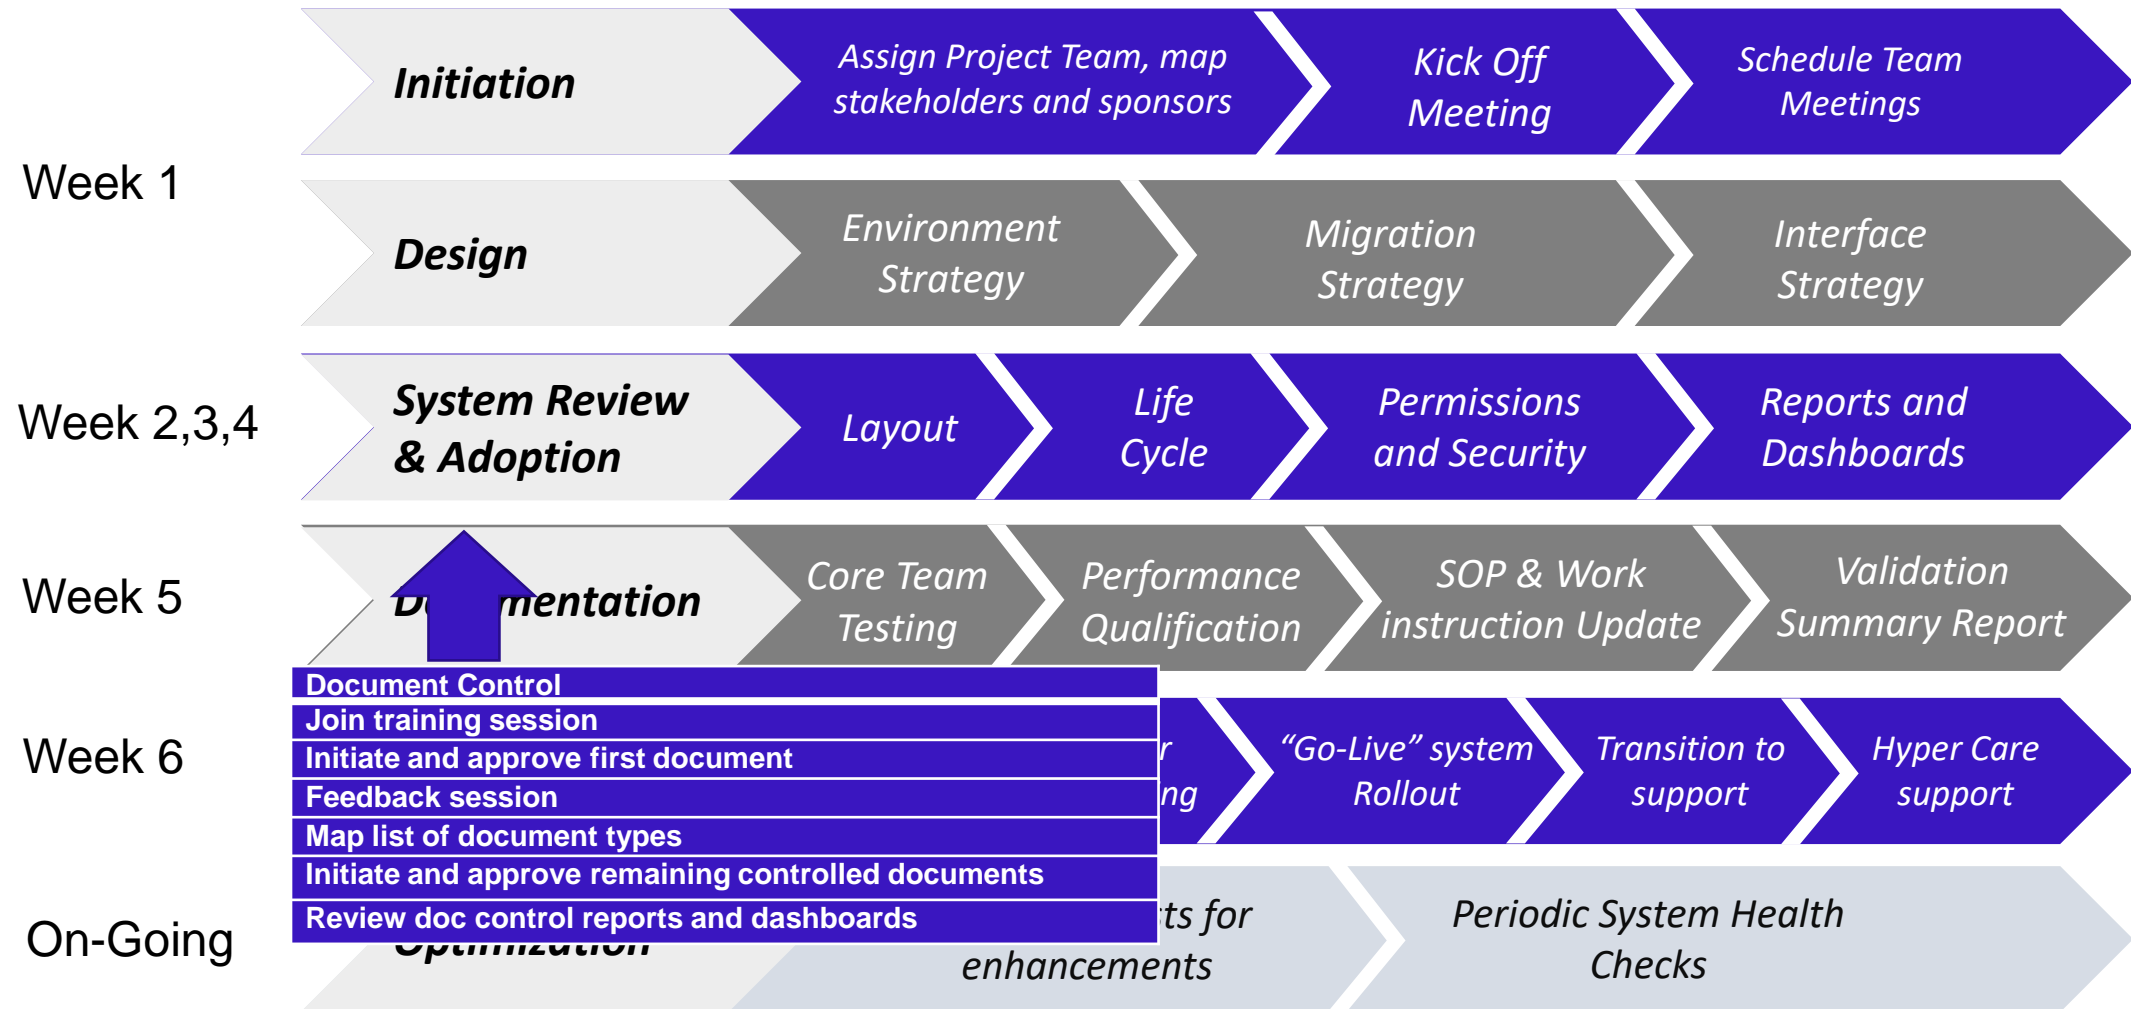 Week 1
Initiation
Assign Project Team, map
stakeholders and sponsors
Kick Off
Meeting
Schedule Team
Meetings
Design
Environment
Strategy
Migration
Strategy
Interface
Strategy
Week 2,3,4
System Review
& Adoption
Layout
Life
Cycle
Permissions
and Security
Reports and
Dashboards
Week 5
Core Team
Testing
Performance
Qualification
SOP & Work
instruction Update
Validation
Summary Report
Document Control
Join training session
Initiate and approve first document
Feedback session
Map list of document types
Initiate and approve remaining controlled documents
Review doc control reports and dashboards
Week 6
“Go-Live” system
Rollout
Transition to
support
Hyper Care
support
On-Going
Optimization
for
enhancements
Periodic System Health
Checks